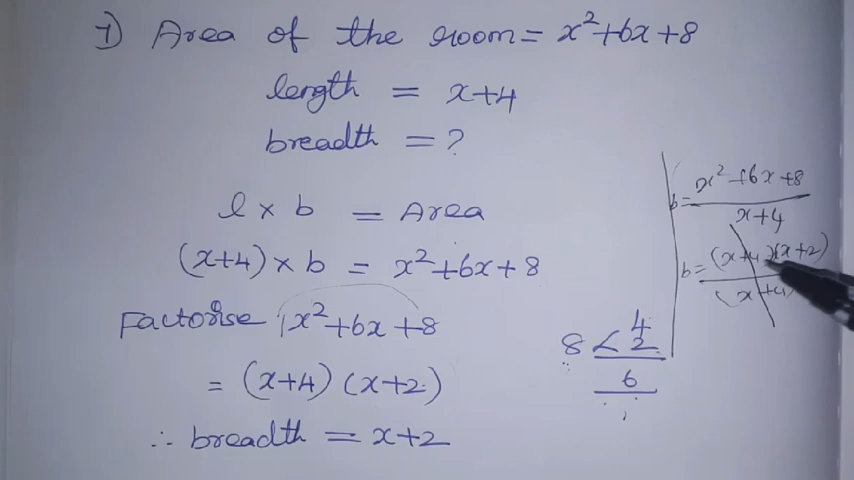 1) Area of the room = x²+6x+8
length = x+4
breadth = ?
l × b = Area
(x+4) × b = x²+6x+8
Factorise x²+6x+8
= (x+4) (x+2)
∴ breadth = x+2
8 < 4
2
6
b = x²+6x+8
x+4
b = (x+4)(x+2)
(x+4)